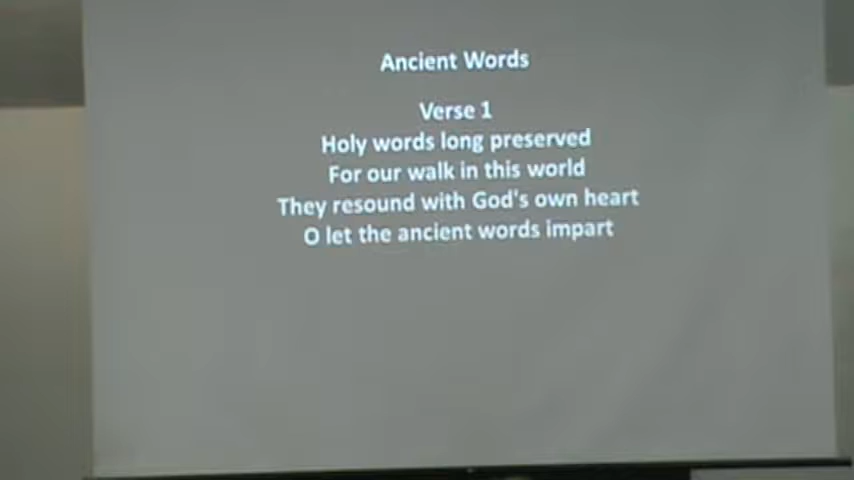 Ancient Words
Verse 1
Holy words long preserved
For our walk in this world
They resound with God's own heart
O let the ancient words impart